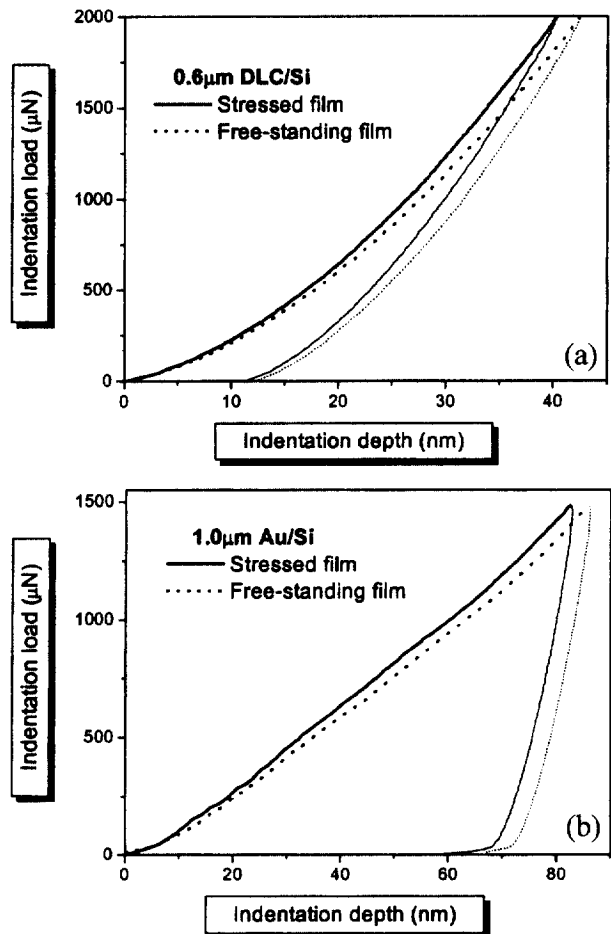 2000
1500
1000
500
0
Indentation load (μN)
0.6μm DLC/Si
Stressed film
Free-standing film
(a)
0 10 20 30 40
Indentation depth (nm)
1500
1000
500
0
Indentation load (μN)
1.0μm Au/Si
Stressed film
Free-standing film
(b)
0 20 40 60 80
Indentation depth (nm)